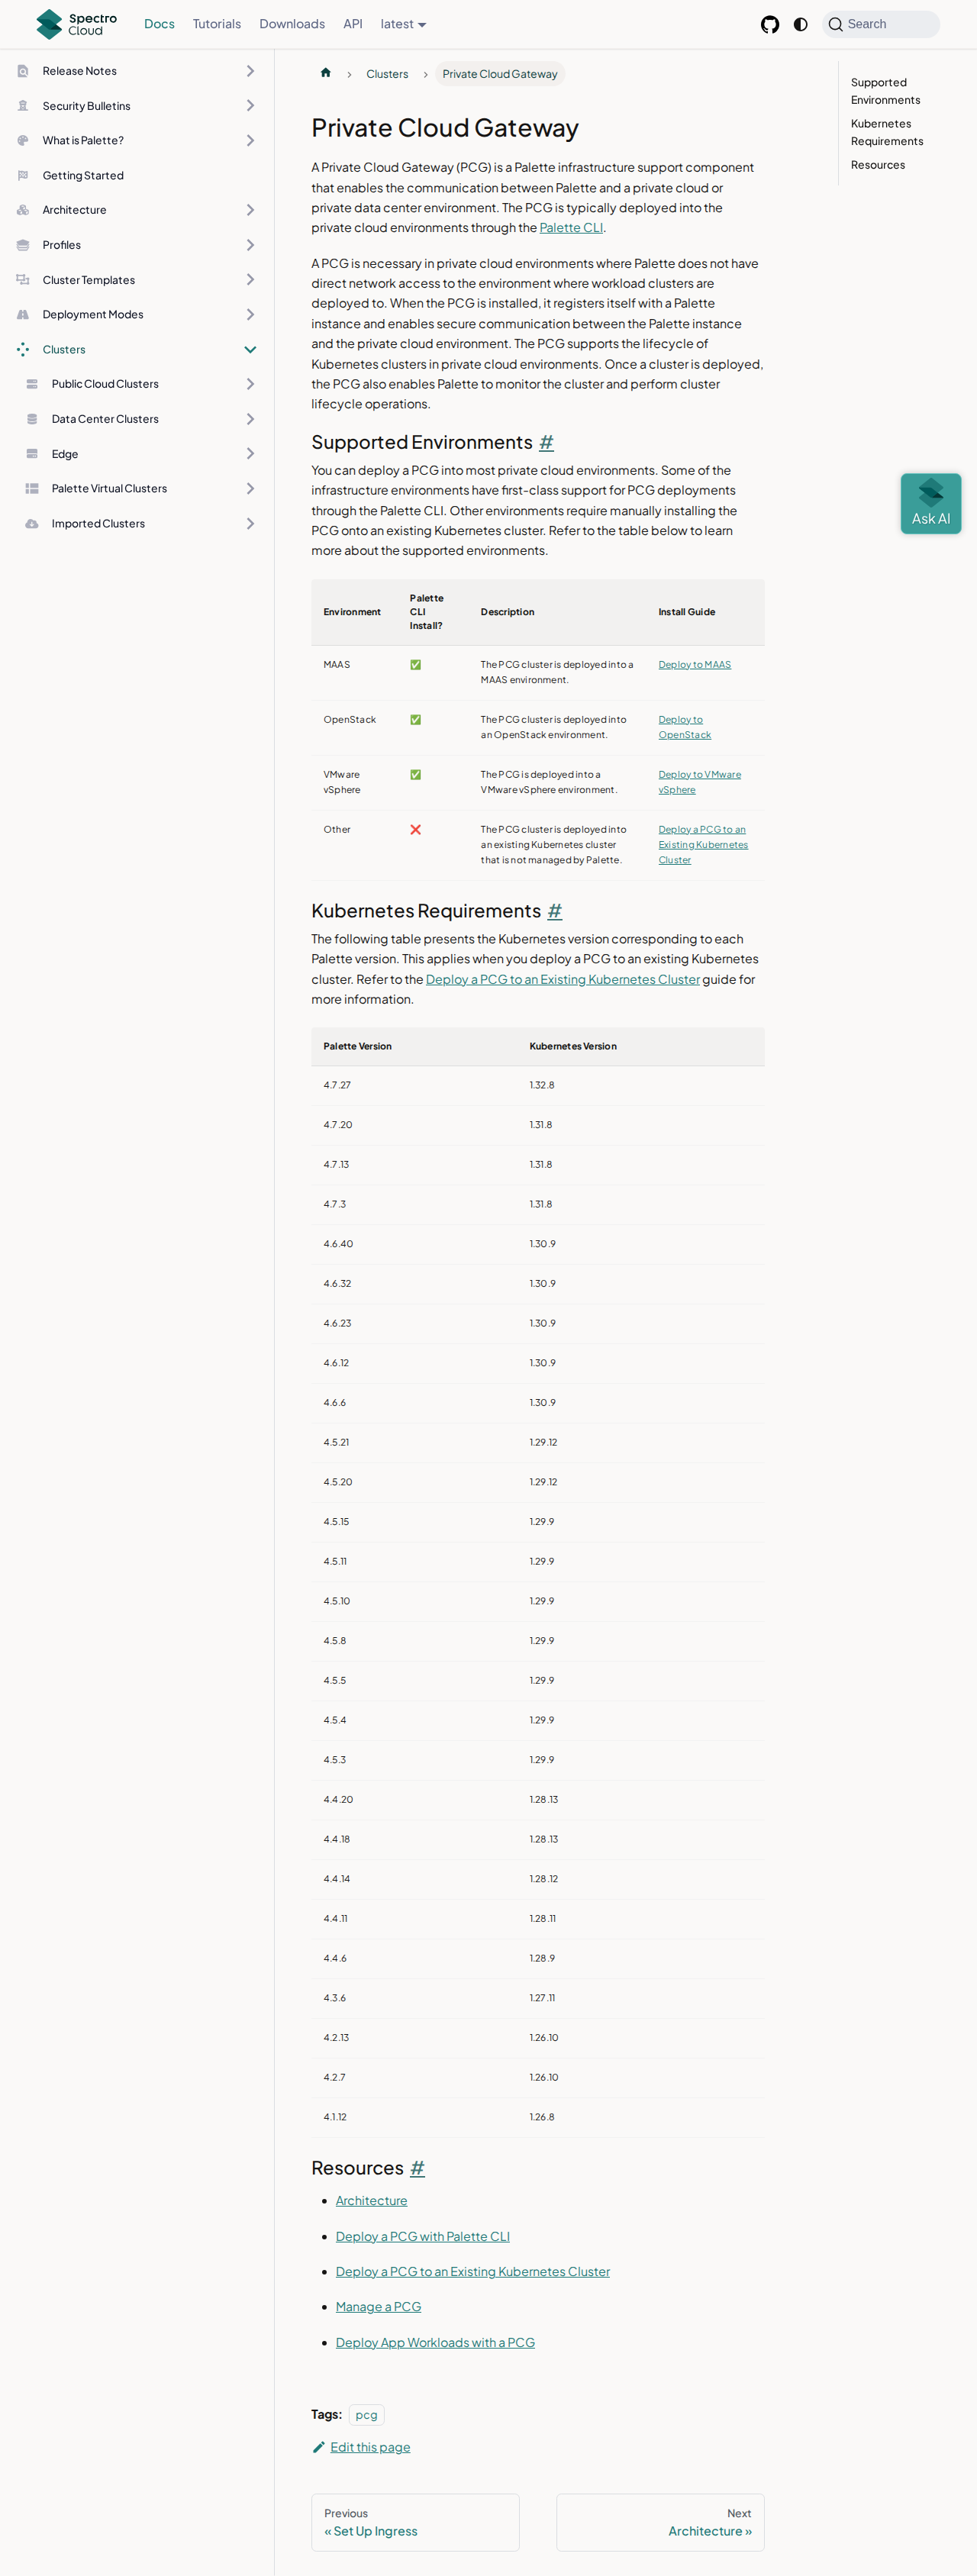 Spectro
Cloud
Docs
Tutorials
Downloads
API
latest
Search
Release Notes
Security Bulletins
What is Palette?
Getting Started
Architecture
Profiles
Cluster Templates
Deployment Modes
Clusters
Public Cloud Clusters
Data Center Clusters
Edge
Palette Virtual Clusters
Imported Clusters
Clusters
Private Cloud Gateway
Private Cloud Gateway
A Private Cloud Gateway (PCG) is a Palette infrastructure support component
that enables the communication between Palette and a private cloud or
private data center environment. The PCG is typically deployed into the
private cloud environments through the Palette CLI.
A PCG is necessary in private cloud environments where Palette does not have
direct network access to the environment where workload clusters are
deployed to. When the PCG is installed, it registers itself with a Palette
instance and enables secure communication between the Palette instance
and the private cloud environment. The PCG supports the lifecycle of
Kubernetes clusters in private cloud environments. Once a cluster is deployed,
the PCG also enables Palette to monitor the cluster and perform cluster
lifecycle operations.
Supported Environments #
You can deploy a PCG into most private cloud environments. Some of the
infrastructure environments have first-class support for PCG deployments
through the Palette CLI. Other environments require manually installing the
PCG onto an existing Kubernetes cluster. Refer to the table below to learn
more about the supported environments.
Environment
Palette
CLI
Install?
Description
Install Guide
MAAS
✅
The PCG cluster is deployed into a
MAAS environment.
Deploy to MAAS
OpenStack
✅
The PCG cluster is deployed into
an OpenStack environment.
Deploy to
OpenStack
VMware
vSphere
✅
The PCG is deployed into a
VMware vSphere environment.
Deploy to VMware
vSphere
Other
❌
The PCG cluster is deployed into
an existing Kubernetes cluster
that is not managed by Palette.
Deploy a PCG to an
Existing Kubernetes
Cluster
Kubernetes Requirements #
The following table presents the Kubernetes version corresponding to each
Palette version. This applies when you deploy a PCG to an existing Kubernetes
cluster. Refer to the Deploy a PCG to an Existing Kubernetes Cluster guide for
more information.
Palette Version Kubernetes Version
4.7.27 1.32.8
4.7.20 1.31.8
4.7.13 1.31.8
4.7.3 1.31.8
4.6.40 1.30.9
4.6.32 1.30.9
4.6.23 1.30.9
4.6.12 1.30.9
4.6.6 1.30.9
4.5.21 1.29.12
4.5.20 1.29.12
4.5.15 1.29.9
4.5.11 1.29.9
4.5.10 1.29.9
4.5.8 1.29.9
4.5.5 1.29.9
4.5.4 1.29.9
4.5.3 1.29.9
4.4.20 1.28.13
4.4.18 1.28.13
4.4.14 1.28.12
4.4.11 1.28.11
4.4.6 1.28.9
4.3.6 1.27.11
4.2.13 1.26.10
4.2.7 1.26.10
4.1.12 1.26.8
Resources #
Architecture
Deploy a PCG with Palette CLI
Deploy a PCG to an Existing Kubernetes Cluster
Manage a PCG
Deploy App Workloads with a PCG
Tags: pcg
Edit this page
Previous
« Set Up Ingress
Next
Architecture »
Supported
Environments
Kubernetes
Requirements
Resources
Ask AI